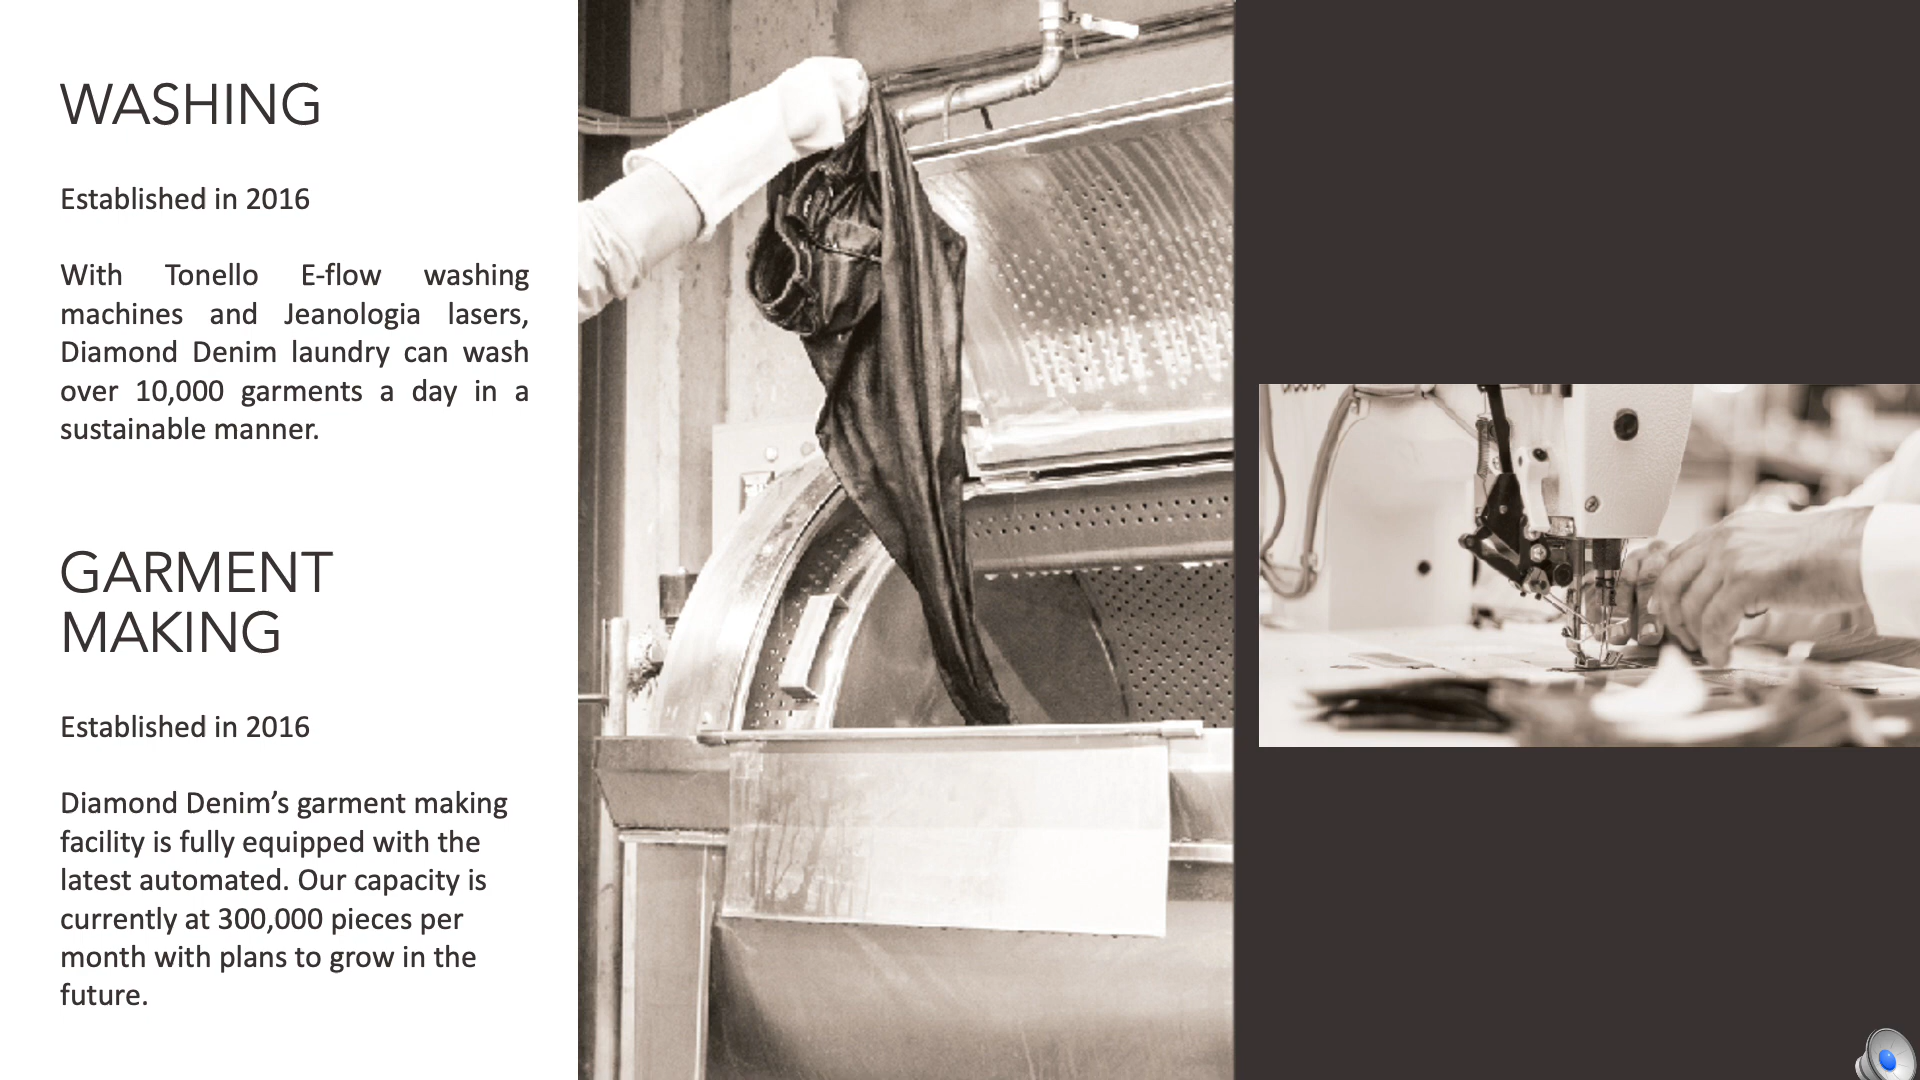 WASHING
Established in 2016
With Tonello E-flow washing
machines and Jeanologia lasers,
Diamond Denim laundry can wash
over 10,000 garments a day in a
sustainable manner.
GARMENT
MAKING
Established in 2016
Diamond Denim’s garment making
facility is fully equipped with the
latest automated. Our capacity is
currently at 300,000 pieces per
month with plans to grow in the
future.